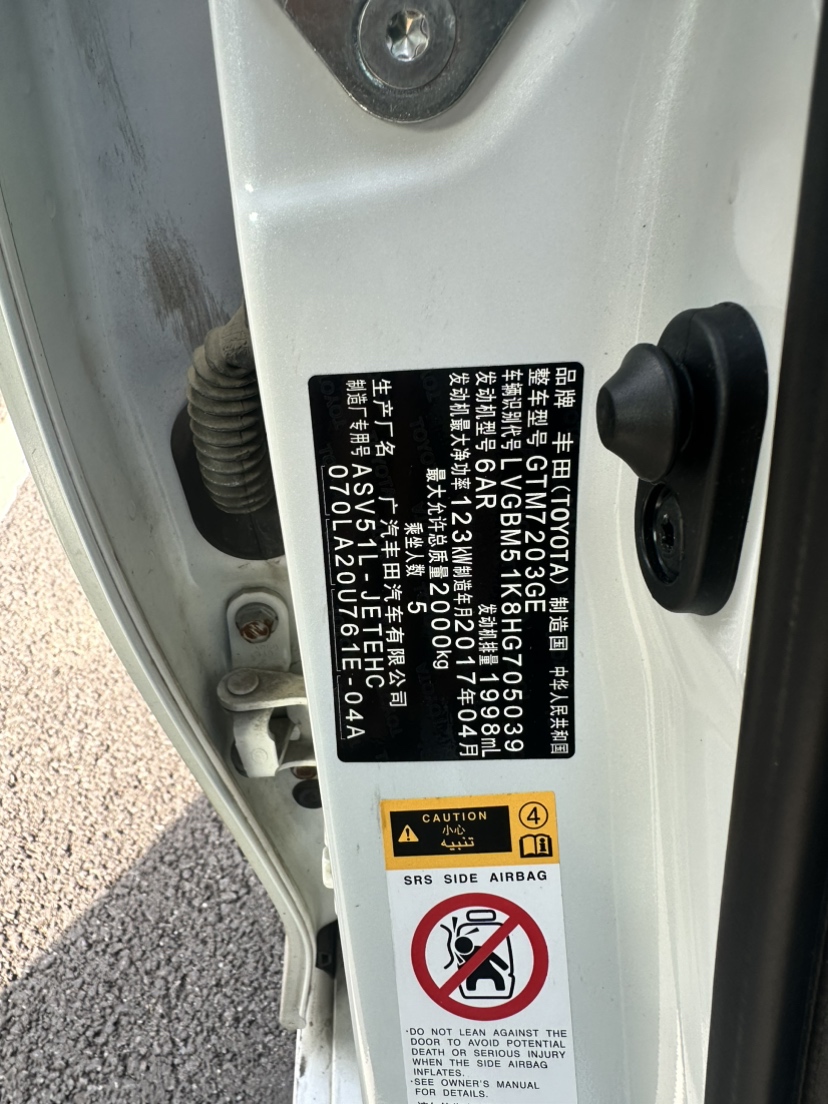 品牌 丰田(TOYOTA) 制造国 中华人民共和国
整车型号 GTM7203GE
车辆识别代号 LVGBM51K8HG705039
发动机型号 6AR 发动机排量 1998mL
发动机最大净功率 123kW 制造年月 2017年04月
最大允许总质量 2000kg
乘坐人数 5
生产厂名 广汽丰田汽车有限公司
制造厂专用号 ASV51L-JETEHC
070LA20U761E-04A
CAUTION
小心
تنبيه
4
SRS SIDE AIRBAG
·DO NOT LEAN AGAINST THE
DOOR TO AVOID POTENTIAL
DEATH OR SERIOUS INJURY
WHEN THE SIDE AIRBAG
INFLATES.
·SEE OWNER'S MANUAL
FOR DETAILS.